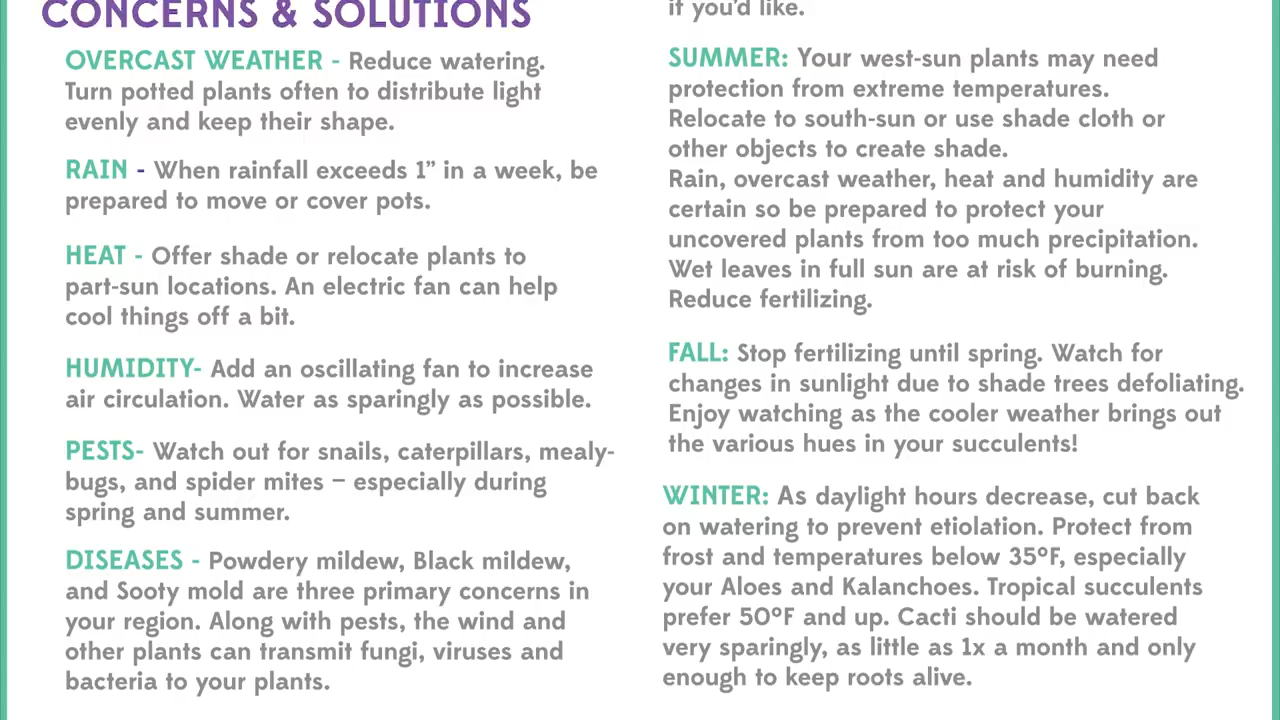 CONCERNS & SOLUTIONS
OVERCAST WEATHER - Reduce watering.
Turn potted plants often to distribute light
evenly and keep their shape.
RAIN - When rainfall exceeds 1” in a week, be
prepared to move or cover pots.
HEAT - Offer shade or relocate plants to
part-sun locations. An electric fan can help
cool things off a bit.
HUMIDITY- Add an oscillating fan to increase
air circulation. Water as sparingly as possible.
PESTS- Watch out for snails, caterpillars, mealy-
bugs, and spider mites – especially during
spring and summer.
DISEASES - Powdery mildew, Black mildew,
and Sooty mold are three primary concerns in
your region. Along with pests, the wind and
other plants can transmit fungi, viruses and
bacteria to your plants.
if you’d like.
SUMMER: Your west-sun plants may need
protection from extreme temperatures.
Relocate to south-sun or use shade cloth or
other objects to create shade.
Rain, overcast weather, heat and humidity are
certain so be prepared to protect your
uncovered plants from too much precipitation.
Wet leaves in full sun are at risk of burning.
Reduce fertilizing.
FALL: Stop fertilizing until spring. Watch for
changes in sunlight due to shade trees defoliating.
Enjoy watching as the cooler weather brings out
the various hues in your succulents!
WINTER: As daylight hours decrease, cut back
on watering to prevent etiolation. Protect from
frost and temperatures below 35°F, especially
your Aloes and Kalanchoes. Tropical succulents
prefer 50°F and up. Cacti should be watered
very sparingly, as little as 1x a month and only
enough to keep roots alive.